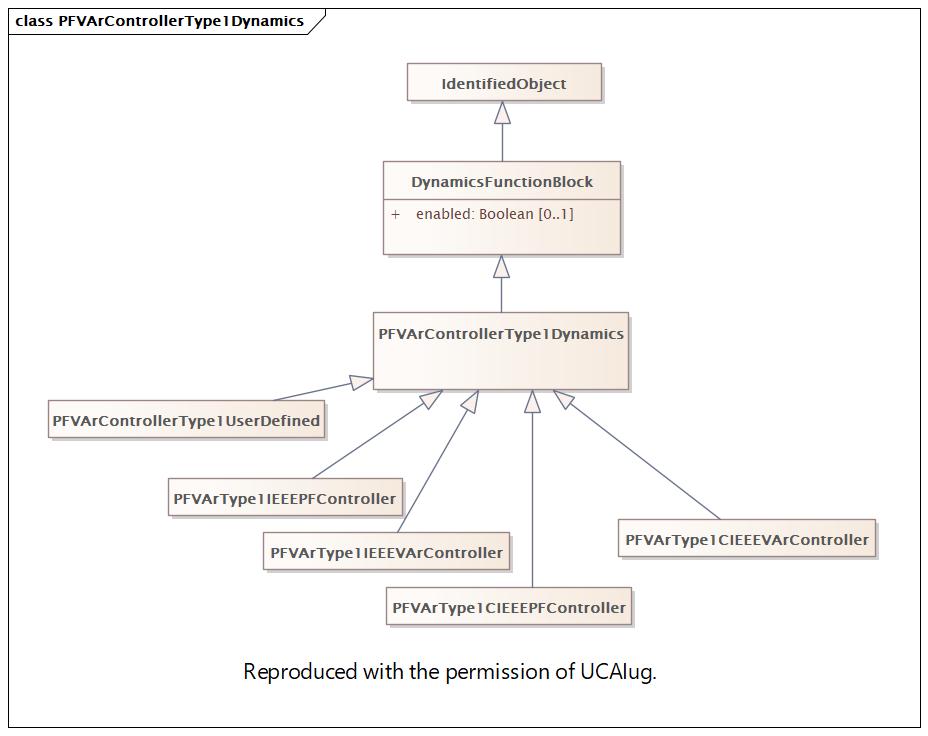 class PFVArControllerType1Dynamics
IdentifiedObject
DynamicsFunctionBlock
+ enabled: Boolean [0..1]
PFVArControllerType1Dynamics
PFVArControllerType1UserDefined
PFVArType1IEEEPFController
PFVArType1IEEEVArController
PFVArType1CIEEEVArController
PFVArType1CIEEEPFController
Reproduced with the permission of UCAIug.